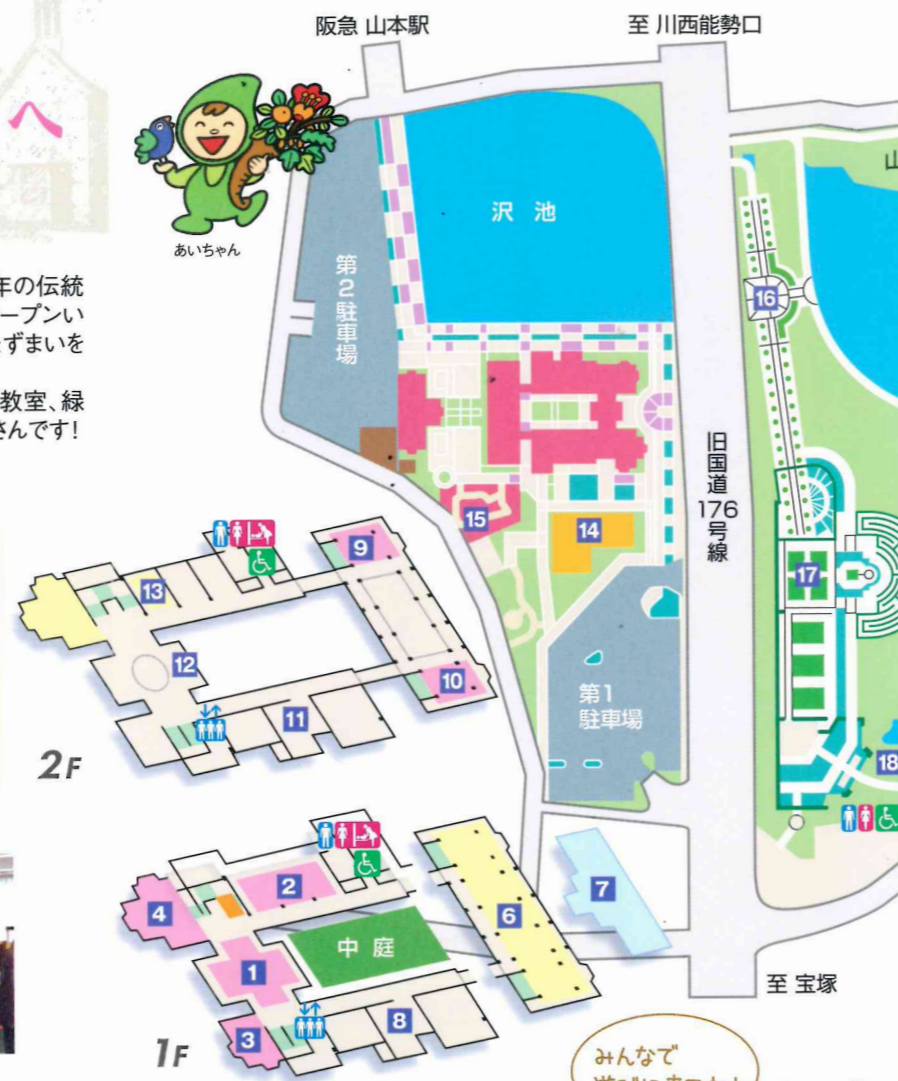 阪急 山本駅
至 川西能勢口
へ
あいちゃん
沢池
第2駐車場
年の伝統
ープンい
ずまいを
教室、緑
さんです!
16
旧国道
176
号線
15
14
17
9
13
12
10
11
第1
駐車場
18
2F
2
4
7
6
中庭
1
8
3
至 宝塚
1F
みんなで